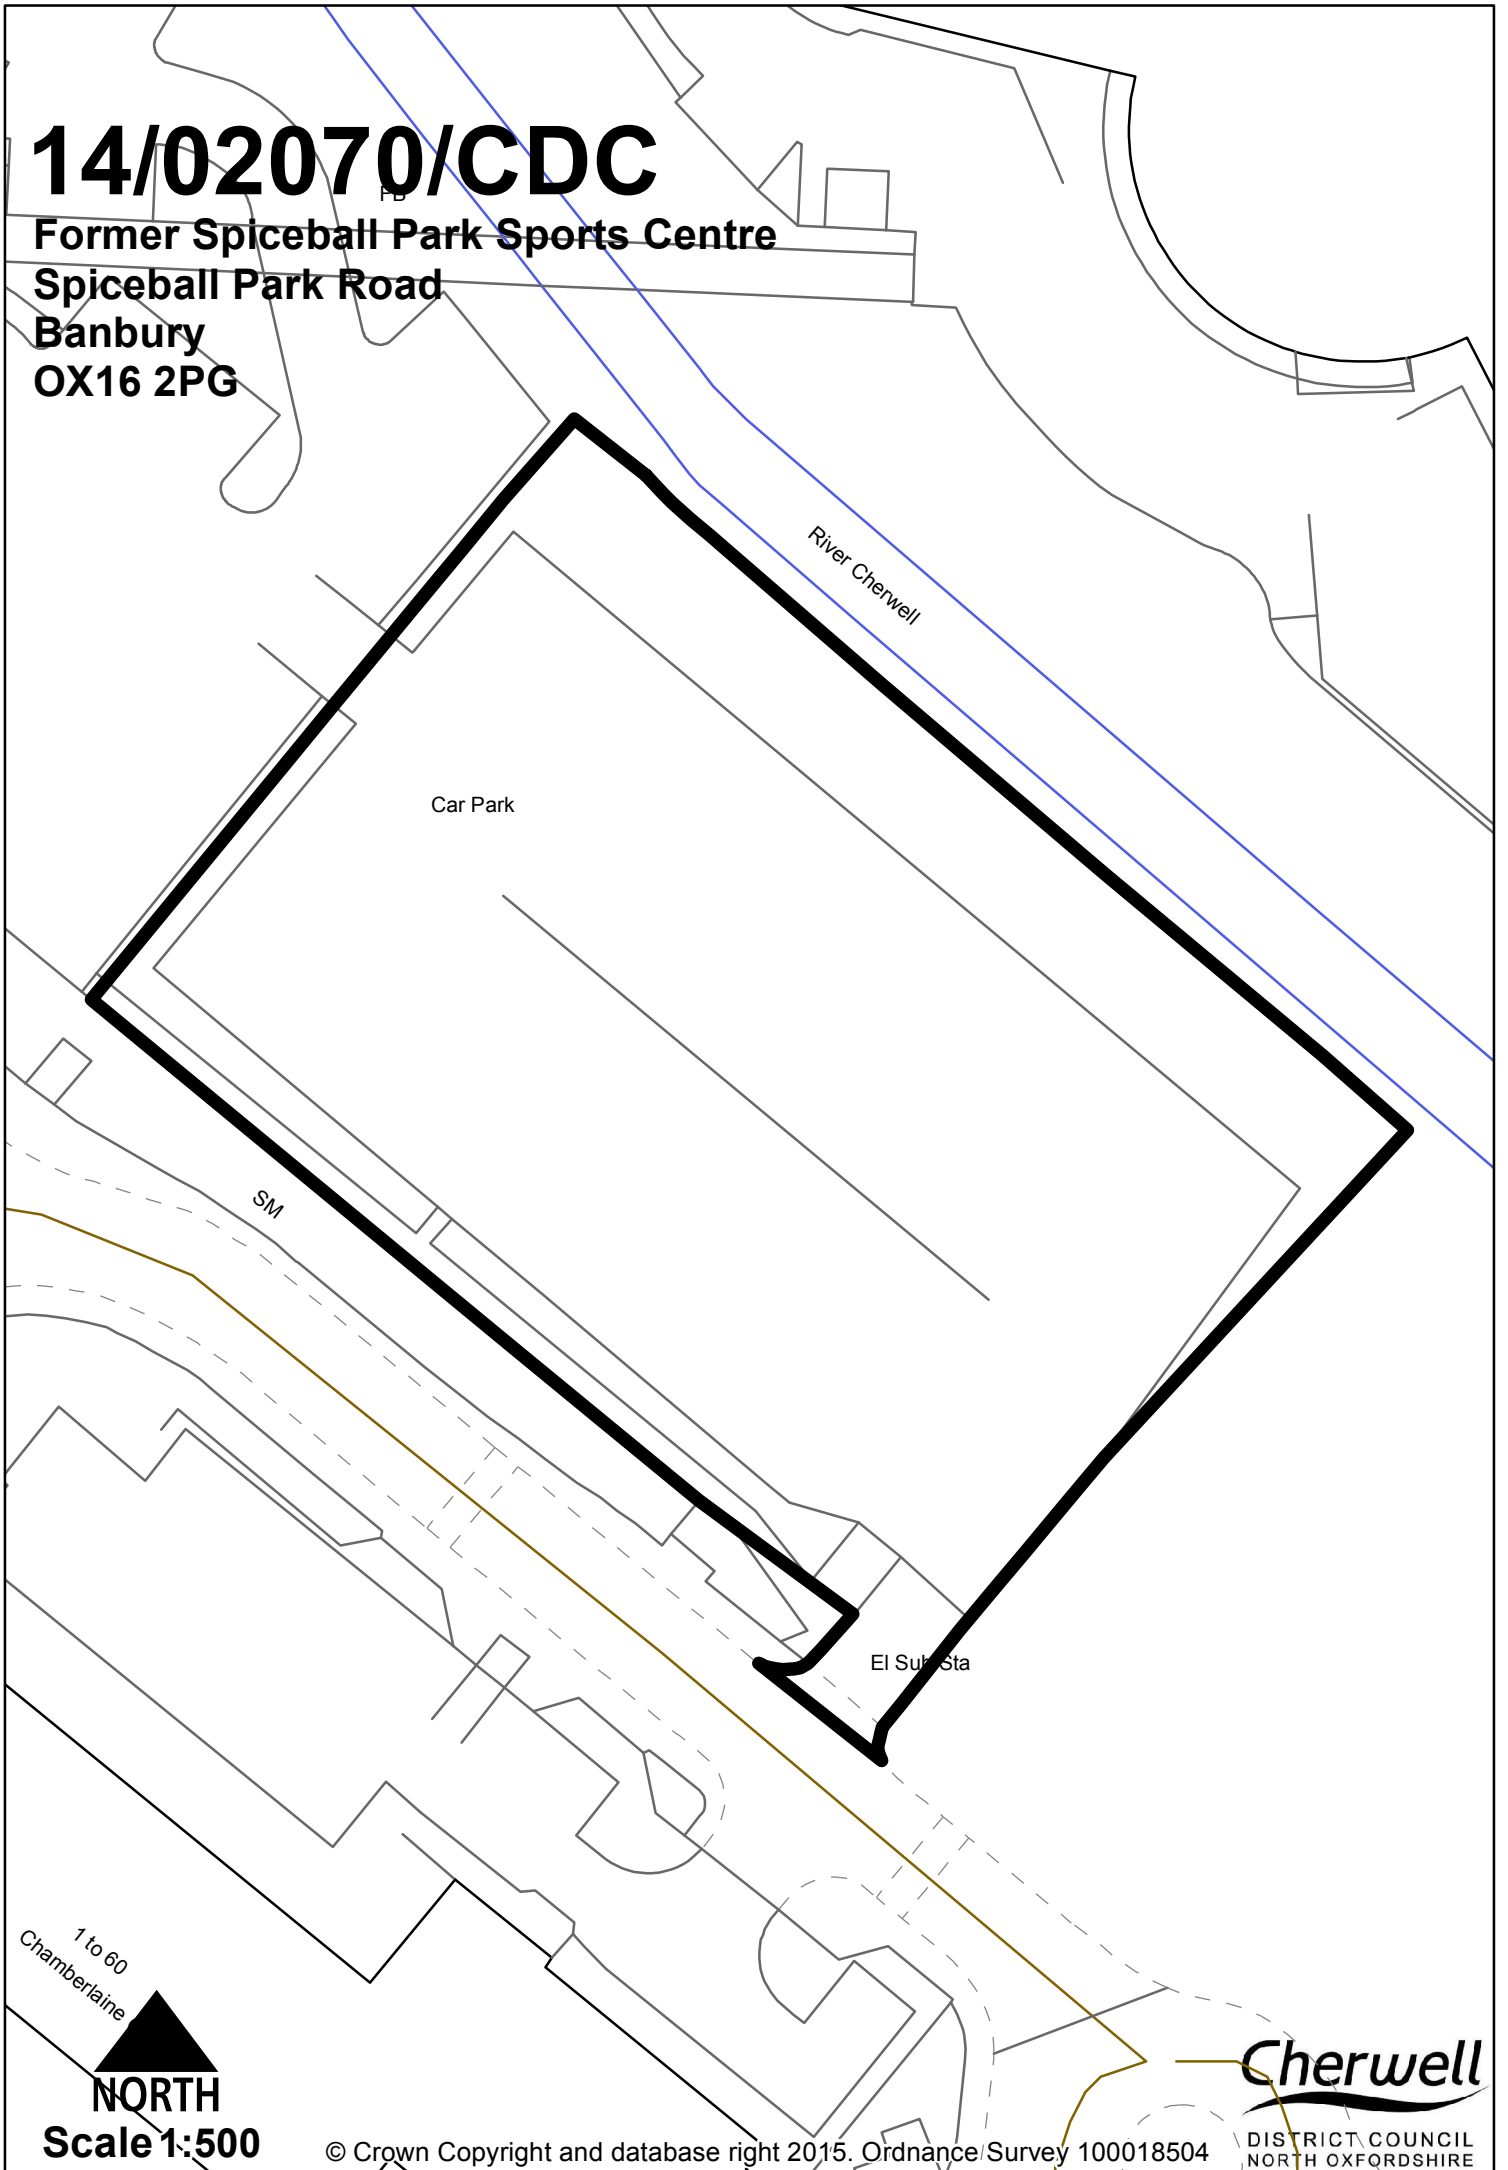 14/02070/CDC
FB
Former Spiceball Park Sports Centre
Spiceball Park Road
Banbury
OX16 2PG
River Cherwell
Car Park
SM
El Sub Sta
1 to 60
Chamberlaine
NORTH
Scale 1:500
© Crown Copyright and database right 2015. Ordnance Survey 100018504
Cherwell
DISTRICT COUNCIL
NORTH OXFORDSHIRE